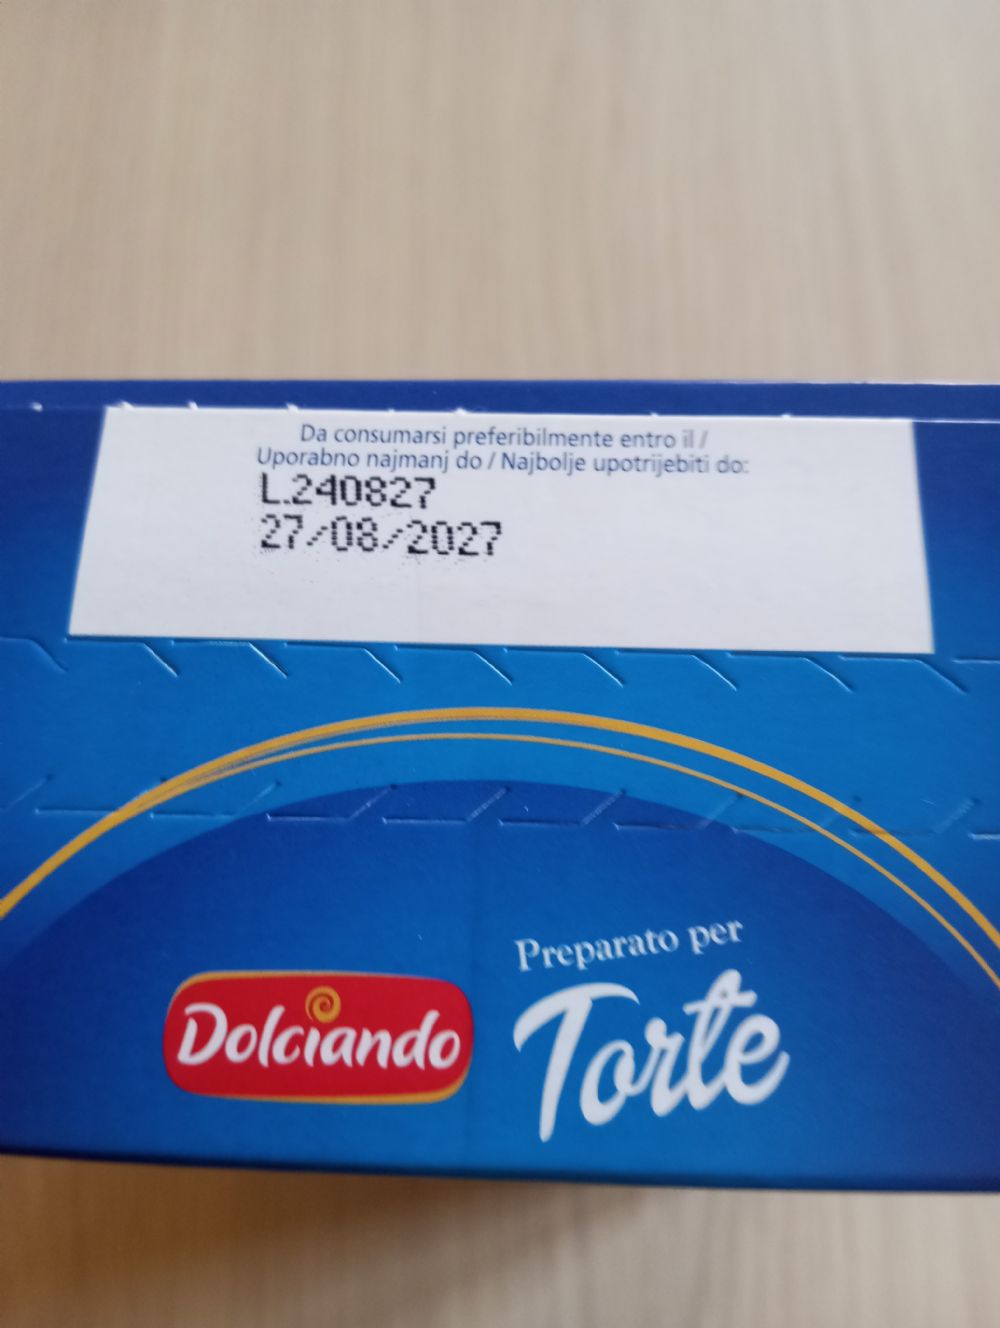 Da consumarsi preferibilmente entro il /
Uporabno najmanj do / Najbolje upotrijebiti do:
L.240827
27/08/2027
Preparato per
Dolciando
Torte